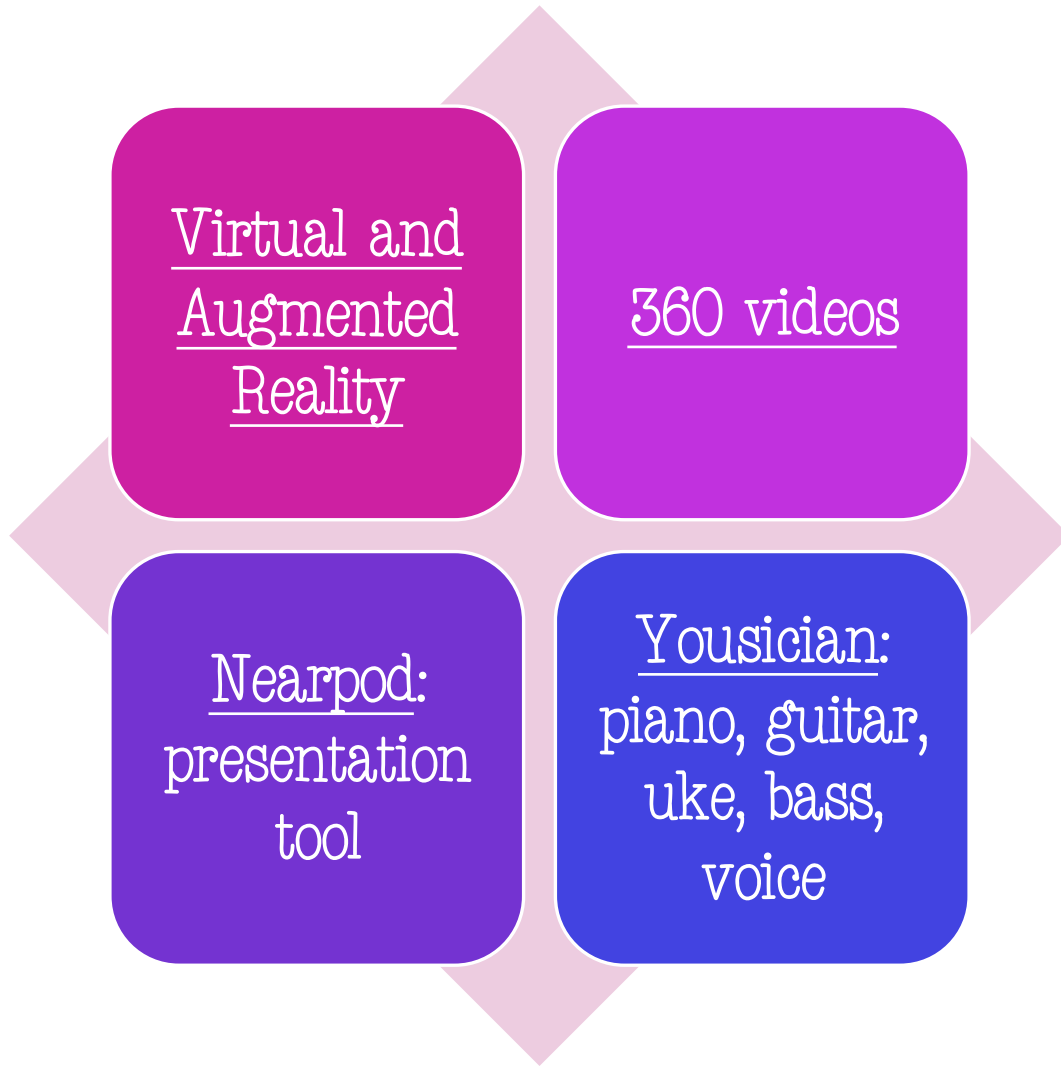 Virtual and
Augmented
Reality
360 videos
Nearpod:
presentation
tool
Yousician:
piano, guitar,
uke, bass,
voice